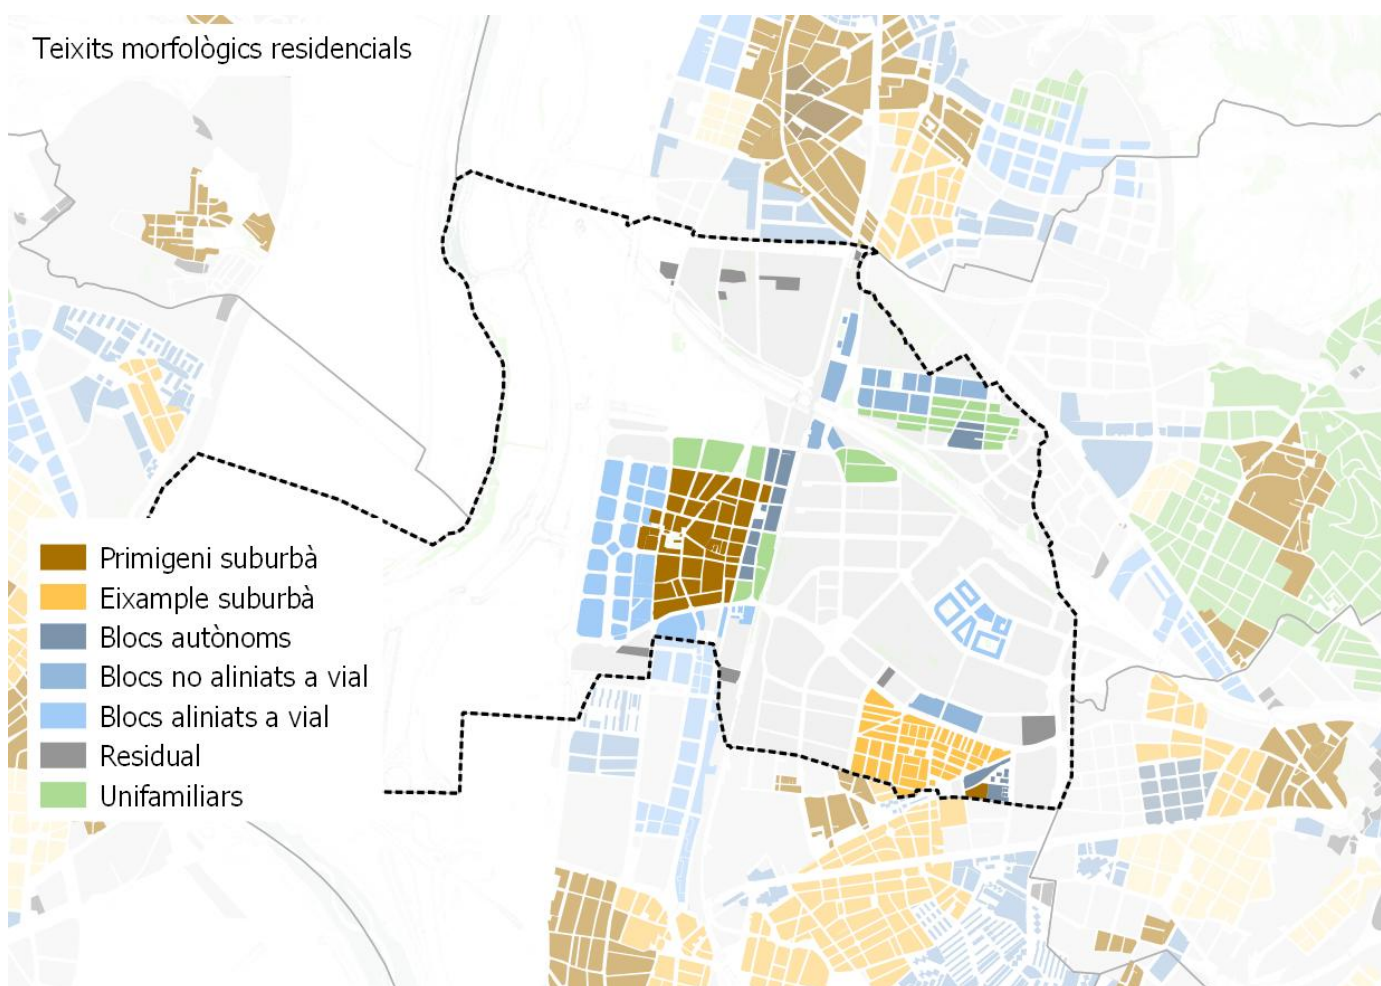 Teixits morfològics residencials
Primigeni suburbà
Eixample suburbà
Blocs autònoms
Blocs no aliniats a vial
Blocs aliniats a vial
Residual
Unifamiliars